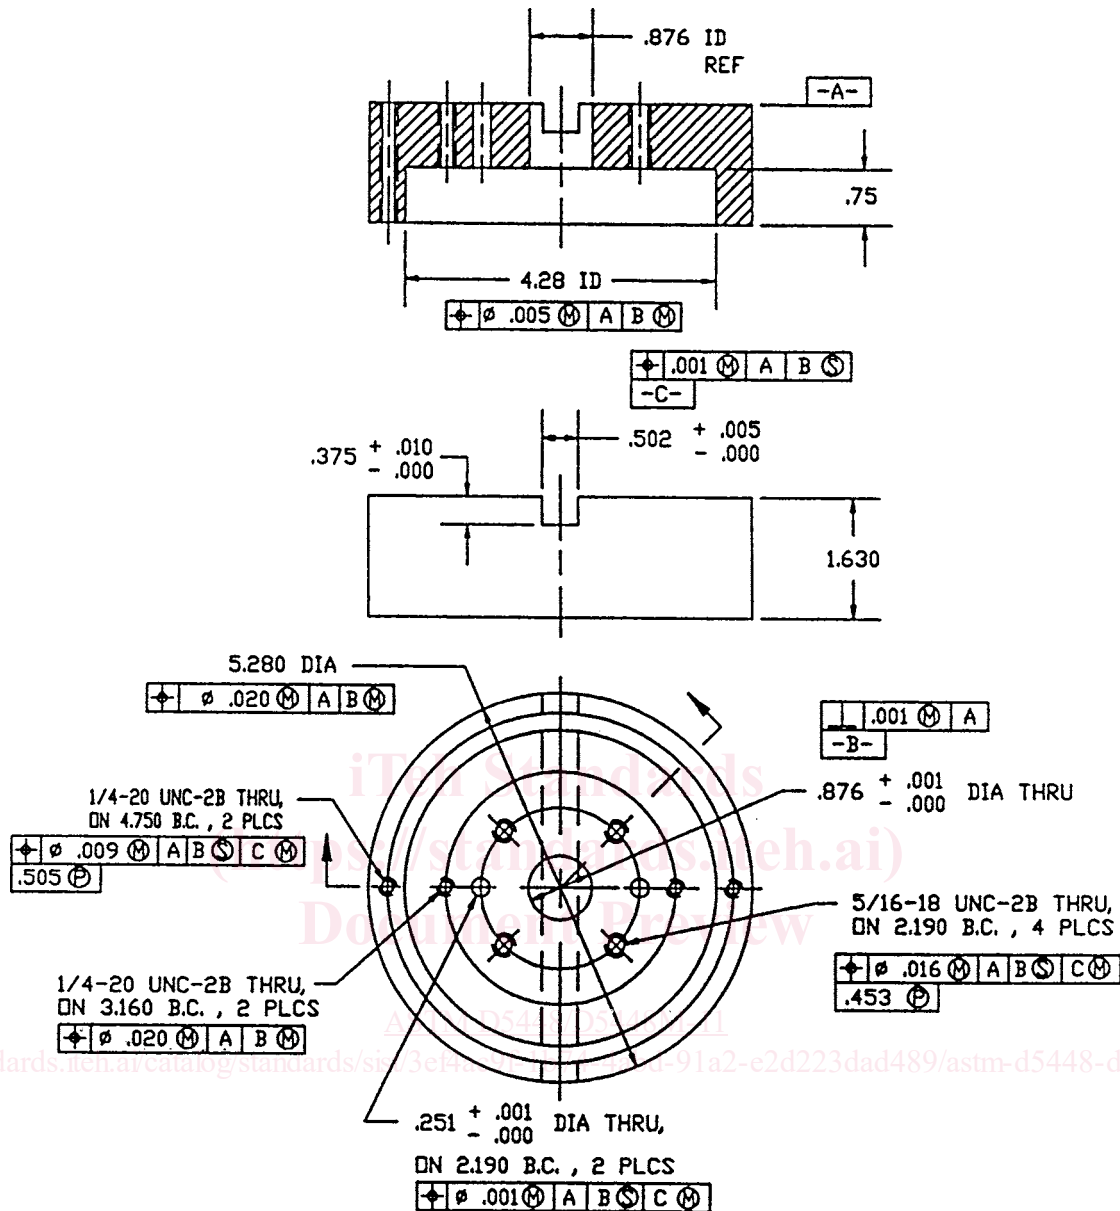 .876 ID
REF
-A-
.75
4.28 ID
⌖ ⌀ .005 Ⓜ A B Ⓜ
⌖ .001 Ⓜ A B Ⓢ
-C-
.375 + .010
- .000
.502 + .005
- .000
1.630
5.280 DIA
⌖ ⌀ .020 Ⓜ A B Ⓜ
⟂ .001 Ⓜ A
-B-
.876 + .001
- .000 DIA THRU
iTeh Standards
1/4-20 UNC-2B THRU,
ON 4.750 B.C. , 2 PLCS
⌖ ⌀ .009 Ⓜ A B Ⓢ C Ⓜ
.505 Ⓟ
(https://standards.iteh.ai)
Document Preview
5/16-18 UNC-2B THRU,
ON 2.190 B.C. , 4 PLCS
⌖ ⌀ .016 Ⓜ A B Ⓢ C Ⓜ
.453 Ⓟ
1/4-20 UNC-2B THRU,
ON 3.160 B.C. , 2 PLCS
⌖ ⌀ .020 Ⓜ A B Ⓜ
ASTM D5448/D5448M-11
.251 + .001
- .000 DIA THRU,
ON 2.190 B.C. , 2 PLCS
⌖ ⌀ .001 Ⓜ A B Ⓢ C Ⓜ